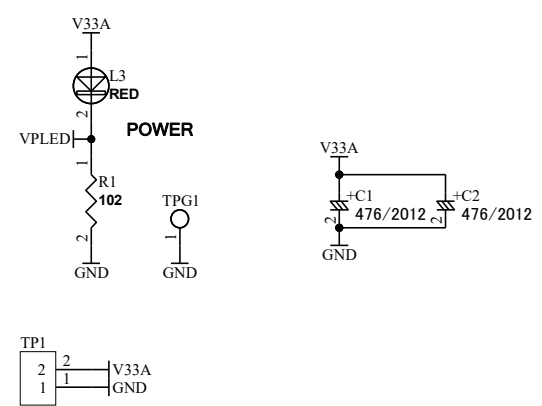 V33A
1
L3
RED
2
VPLED
POWER
1
R1
102
2
GND
TPG1
1
GND
V33A
+C1
476/2012
2
+C2
476/2012
2
GND
TP1
2 2 V33A
1 1 GND